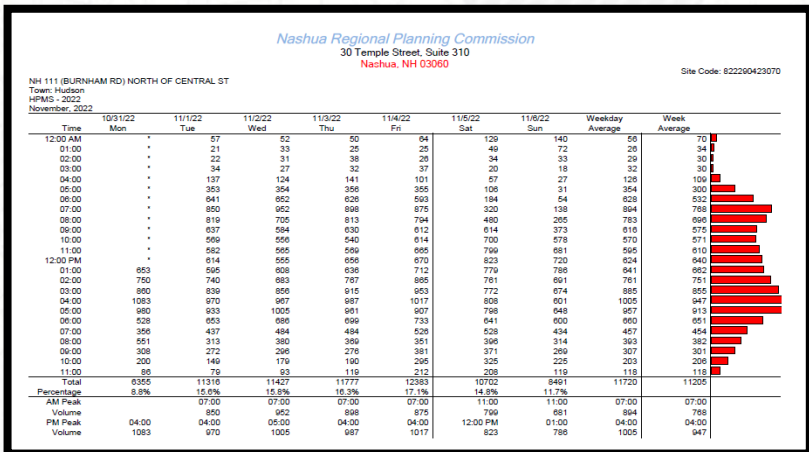 Nashua Regional Planning Commission
30 Temple Street, Suite 310
Nashua, NH 03060
Site Code: 822290423070
NH 111 (BURNHAM RD) NORTH OF CENTRAL ST
Town: Hudson
HPMS - 2022
November, 2022
10/31/22 11/1/22 11/2/22 11/3/22 11/4/22 11/5/22 11/6/22 Weekday Week
Time Mon Tue Wed Thu Fri Sat Sun Average Average
12:00 AM * 57 52 50 64 129 140 56 70
01:00 * 21 33 25 25 49 72 26 34
02:00 * 22 31 38 26 34 33 29 30
03:00 * 34 27 32 37 20 18 32 30
04:00 * 137 124 141 101 57 27 126 109
05:00 * 353 354 356 355 106 31 354 300
06:00 * 641 652 626 593 184 54 628 532
07:00 * 850 952 898 875 320 138 894 768
08:00 * 819 705 813 794 480 265 783 696
09:00 * 637 584 630 612 614 373 616 575
10:00 * 569 556 540 614 700 578 570 571
11:00 * 582 565 569 665 799 681 595 610
12:00 PM * 614 555 656 670 823 720 624 640
01:00 653 595 608 636 712 779 786 641 662
02:00 750 740 683 767 865 761 691 761 751
03:00 860 839 856 915 953 772 674 885 855
04:00 1083 970 967 987 1017 808 601 1005 947
05:00 980 933 1005 961 907 798 648 957 913
06:00 528 653 686 699 733 641 600 660 651
07:00 356 437 484 484 526 528 434 457 454
08:00 551 313 380 369 351 396 314 393 382
09:00 308 272 296 276 381 371 269 307 301
10:00 200 149 179 190 295 325 225 203 206
11:00 86 79 93 119 212 208 119 118 118
Total 6355 11316 11427 11777 12383 10702 8491 11720 11205
Percentage 8.8% 15.6% 15.8% 16.3% 17.1% 14.8% 11.7%
AM Peak 07:00 07:00 07:00 07:00 11:00 11:00 07:00 07:00
Volume 850 952 898 875 799 681 894 768
PM Peak 04:00 04:00 05:00 04:00 04:00 12:00 PM 01:00 04:00 04:00
Volume 1083 970 1005 987 1017 823 786 1005 947